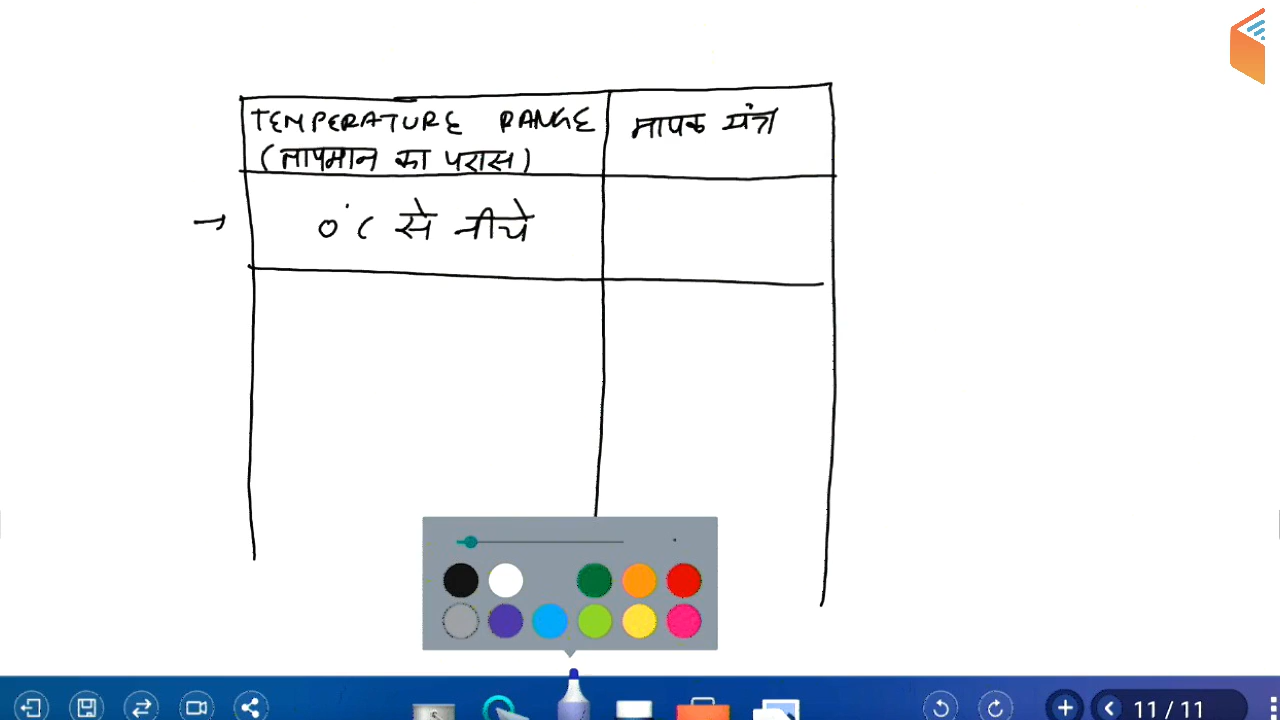 TEMPERATURE RANGE
(तापमान का परास)
मापक यंत्र
→ 0°C से नीचे
11 / 11